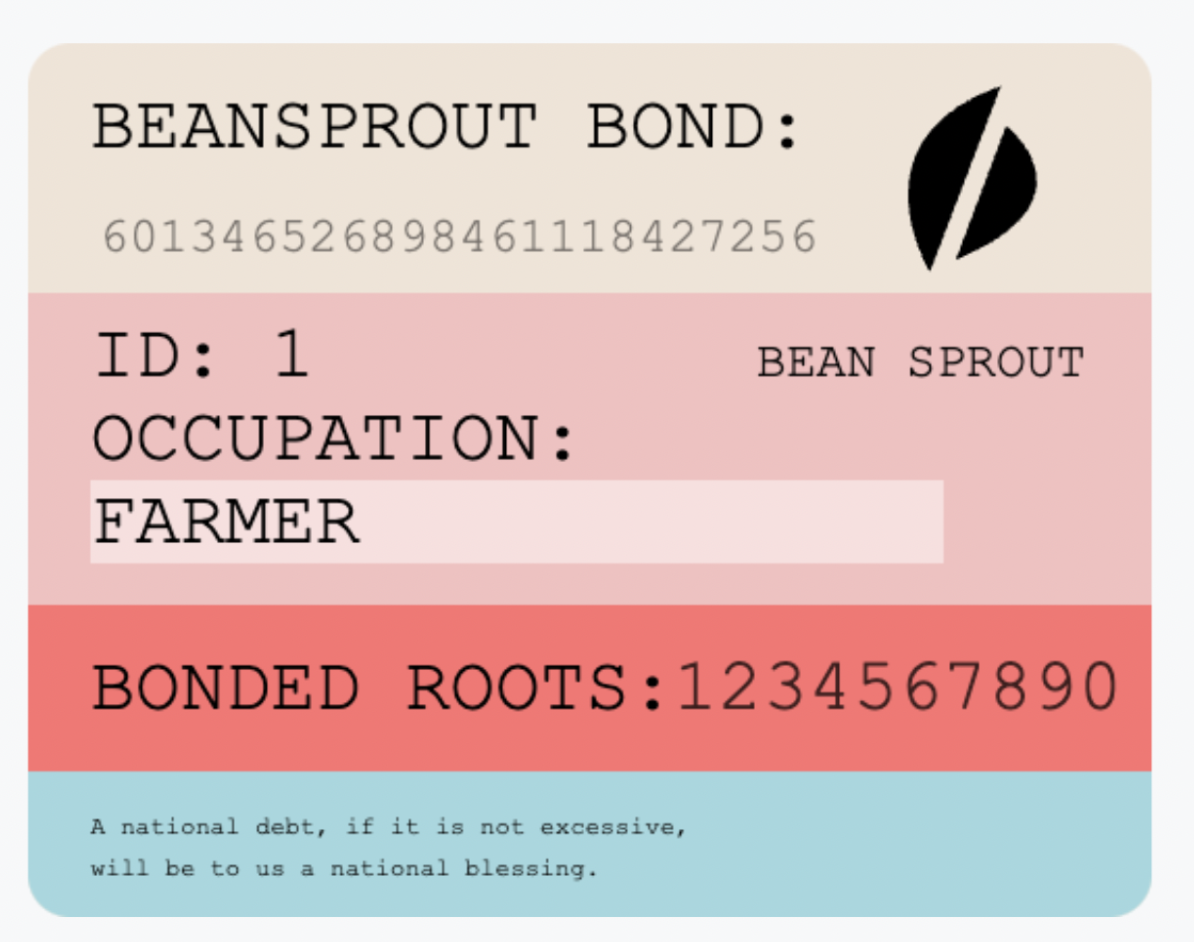 BEANSPROUT BOND:
601346526898461118427256
ID: 1
BEAN SPROUT
OCCUPATION:
FARMER
BONDED ROOTS:1234567890
A national debt, if it is not excessive,
will be to us a national blessing.